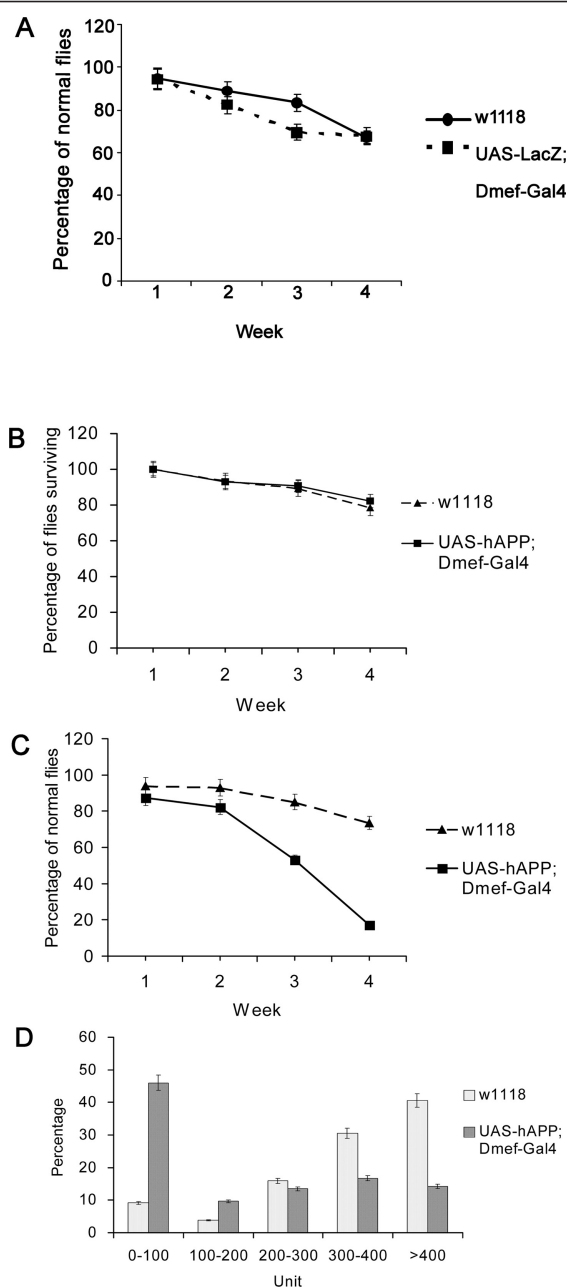 A
Percentage of normal flies
120
100
80
60
40
20
0
1 2 3 4
Week
w1118
UAS-LacZ;
Dmef-Gal4
B
Percentage of flies surviving
120
100
80
60
40
20
0
1 2 3 4
Week
w1118
UAS-hAPP;
Dmef-Gal4
C
Percentage of normal flies
120
100
80
60
40
20
0
1 2 3 4
Week
w1118
UAS-hAPP;
Dmef-Gal4
D
Percentage
60
50
40
30
20
10
0
0-100 100-200 200-300 300-400 >400
Unit
w1118
UAS-hAPP;
Dmef-Gal4